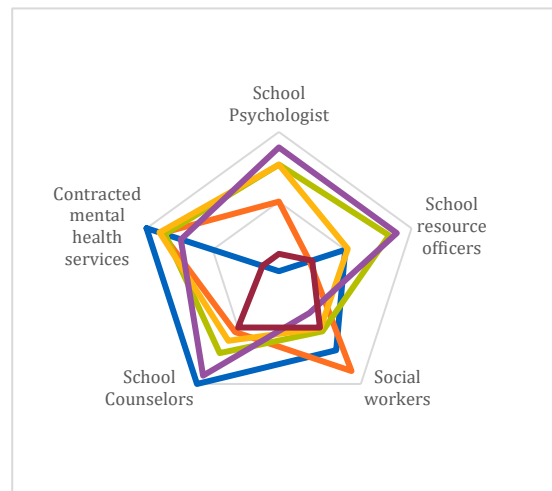 School
Psychologist
School
resource
officers
Social
workers
School
Counselors
Contracted
mental
health
services